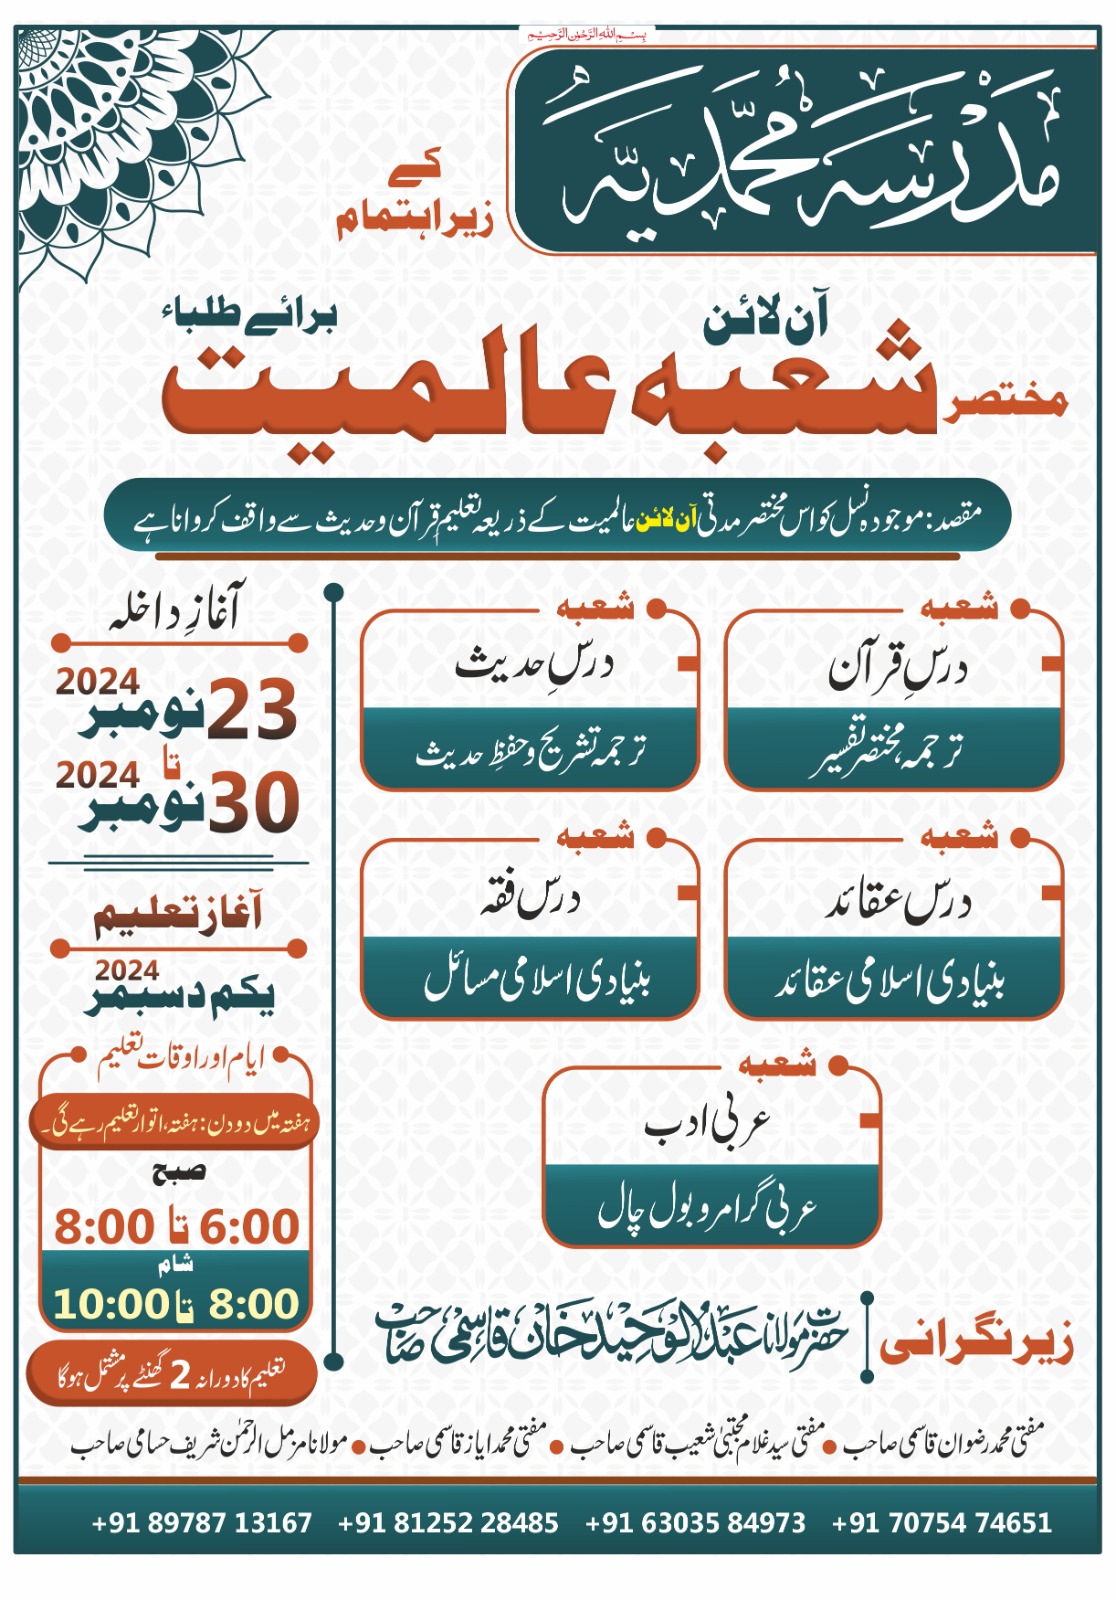 بسم اللہ الرحمٰن الرحیم
مَدْرَسَہ مُحَمَّدِیَّہ
کے
زیر اہتمام
آن لائن
برائے طلباء
مختصر شعبہ عالمیت
مقصد: موجودہ نسل کو اس مختصر مدتی آن لائن عالمیت کے ذریعہ تعلیم قرآن و حدیث سے واقف کروانا ہے
شعبہ
درسِ قرآن
ترجمہ، مختصر تفسیر
شعبہ
درسِ حدیث
ترجمہ تشریح و حفظِ حدیث
شعبہ
درس عقائد
بنیادی اسلامی عقائد
شعبہ
درس فقہ
بنیادی اسلامی مسائل
شعبہ
عربی ادب
عربی گرامر و بول چال
آغازِ داخلہ
23 نومبر 2024
تا
30 نومبر 2024
آغاز تعلیم
یکم دسمبر 2024
ایام اور اوقات تعلیم
ہفتہ میں دو دن: ہفتہ، اتوار تعلیم رہے گی۔
صبح
6:00 تا 8:00
شام
8:00 تا 10:00
تعلیم کا دورانہ 2 گھنٹے پر مشتمل ہوگا
زیر نگرانی
حضرت مولانا عبدالوحید خان قاسمی صاحب
مفتی محمد رضوان قاسمی صاحب ● مفتی سید غلام مجتبیٰ شعیب قاسمی صاحب ● مفتی محمد ایاز قاسمی صاحب ● مولانا مزمل الرحمٰن شریف حسامی صاحب
+91 89787 13167 +91 81252 28485 +91 63035 84973 +91 70754 74651